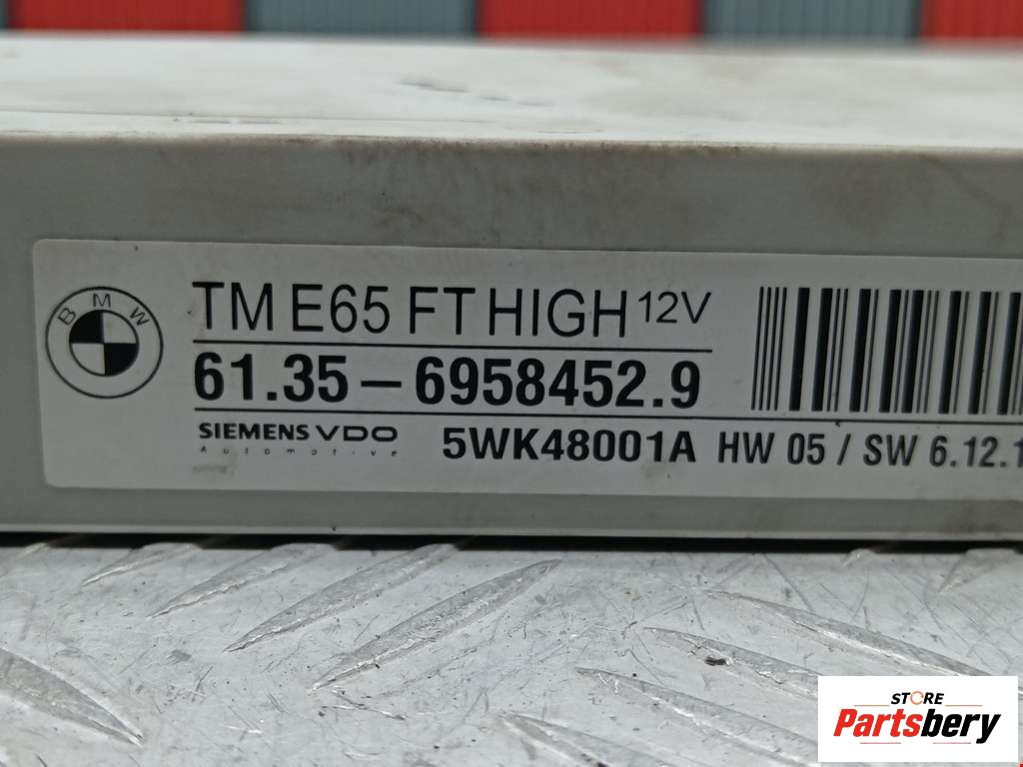 BMW
TM E65 FT HIGH 12V
61.35 – 6958452.9
SIEMENS VDO
Automotive
5WK48001A HW 05 / SW 6.12.1
STORE
Partsbery